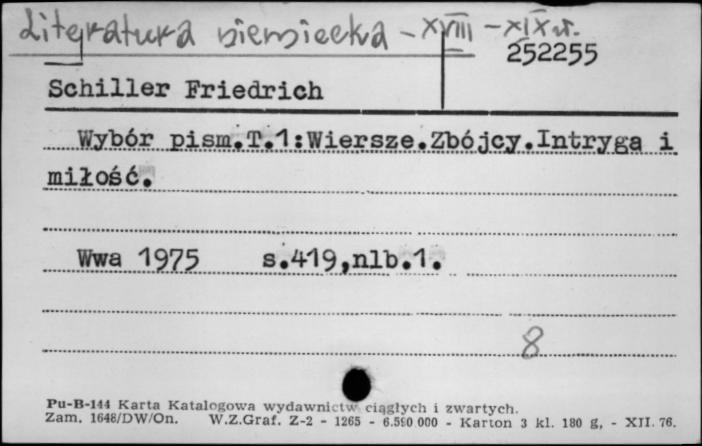 Literatura niemiecka - XVIII - XIX w.
252255
Schiller Friedrich
Wybór pism.T.1:Wiersze.Zbójcy.Intryga i
miłość.
Wwa 1975 s.419,nlb.1.
8
Pu-B-144 Karta Katalogowa wydawnictw ciągłych i zwartych.
Zam. 1648/DW/On. W.Z.Graf. Z-2 - 1265 - 6.590 000 - Karton 3 kl. 180 g, - XII. 76.